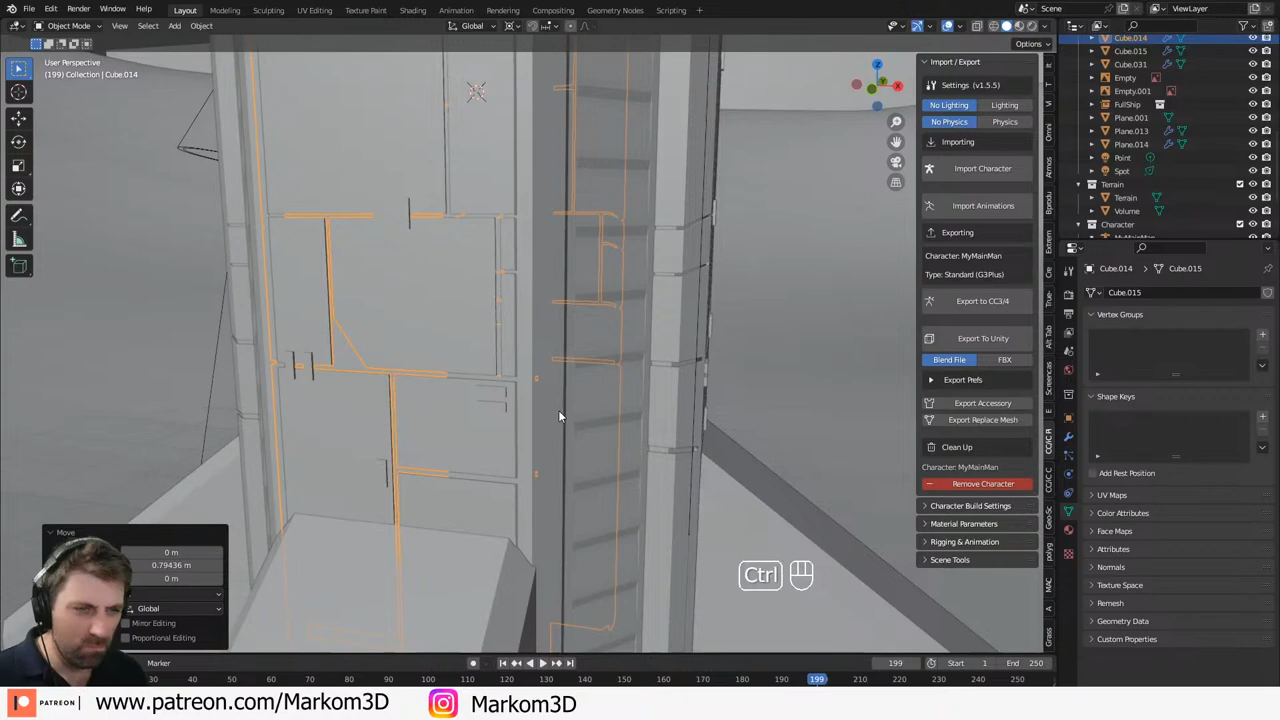 File Edit Render Window Help Layout Modeling Sculpting UV Editing Texture Paint Shading Animation Rendering Compositing Geometry Nodes Scripting Scene ViewLayer
Object Mode View Select Add Object Global
Options
User Perspective
(199) Collection | Cube.014
Import / Export
Settings (v1.5.5)
No Lighting Lighting
No Physics Physics
Importing
Import Character
Import Animations
Exporting
Character: MyMainMan
Type: Standard (G3Plus)
Export to CC3/4
Export To Unity
Blend File FBX
Export Prefs
Export Accessory
Export Replace Mesh
Clean Up
Character: MyMainMan
Remove Character
Character Build Settings
Material Parameters
Rigging & Animation
Scene Tools
Cube.014
Cube.015
Cube.031
Empty
Empty.001
FullShip
Plane.001
Plane.013
Plane.014
Point
Spot
Terrain
Terrain
Volume
Character
Cube.014 Cube.015
Cube.015
Vertex Groups
Shape Keys
Add Rest Position
UV Maps
Color Attributes
Face Maps
Attributes
Normals
Texture Space
Remesh
Geometry Data
Custom Properties
Move
0 m
0.79436 m
0 m
Global
Mirror Editing
Proportional Editing
Ctrl
Marker
199 Start 1 End 250
40 50 60 70 80 90 100 110 120 130 140 150 160 170 180 190 199 210 220 230 240 250
PATREON www.patreon.com/Markom3D Markom3D